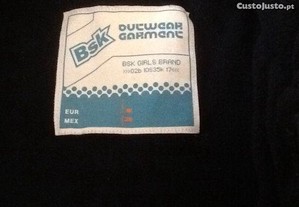 CustoJusto.pt
Bsk
OUTWEAR
GARMENT
BSK GIRLS BRAND
EUR
MEX